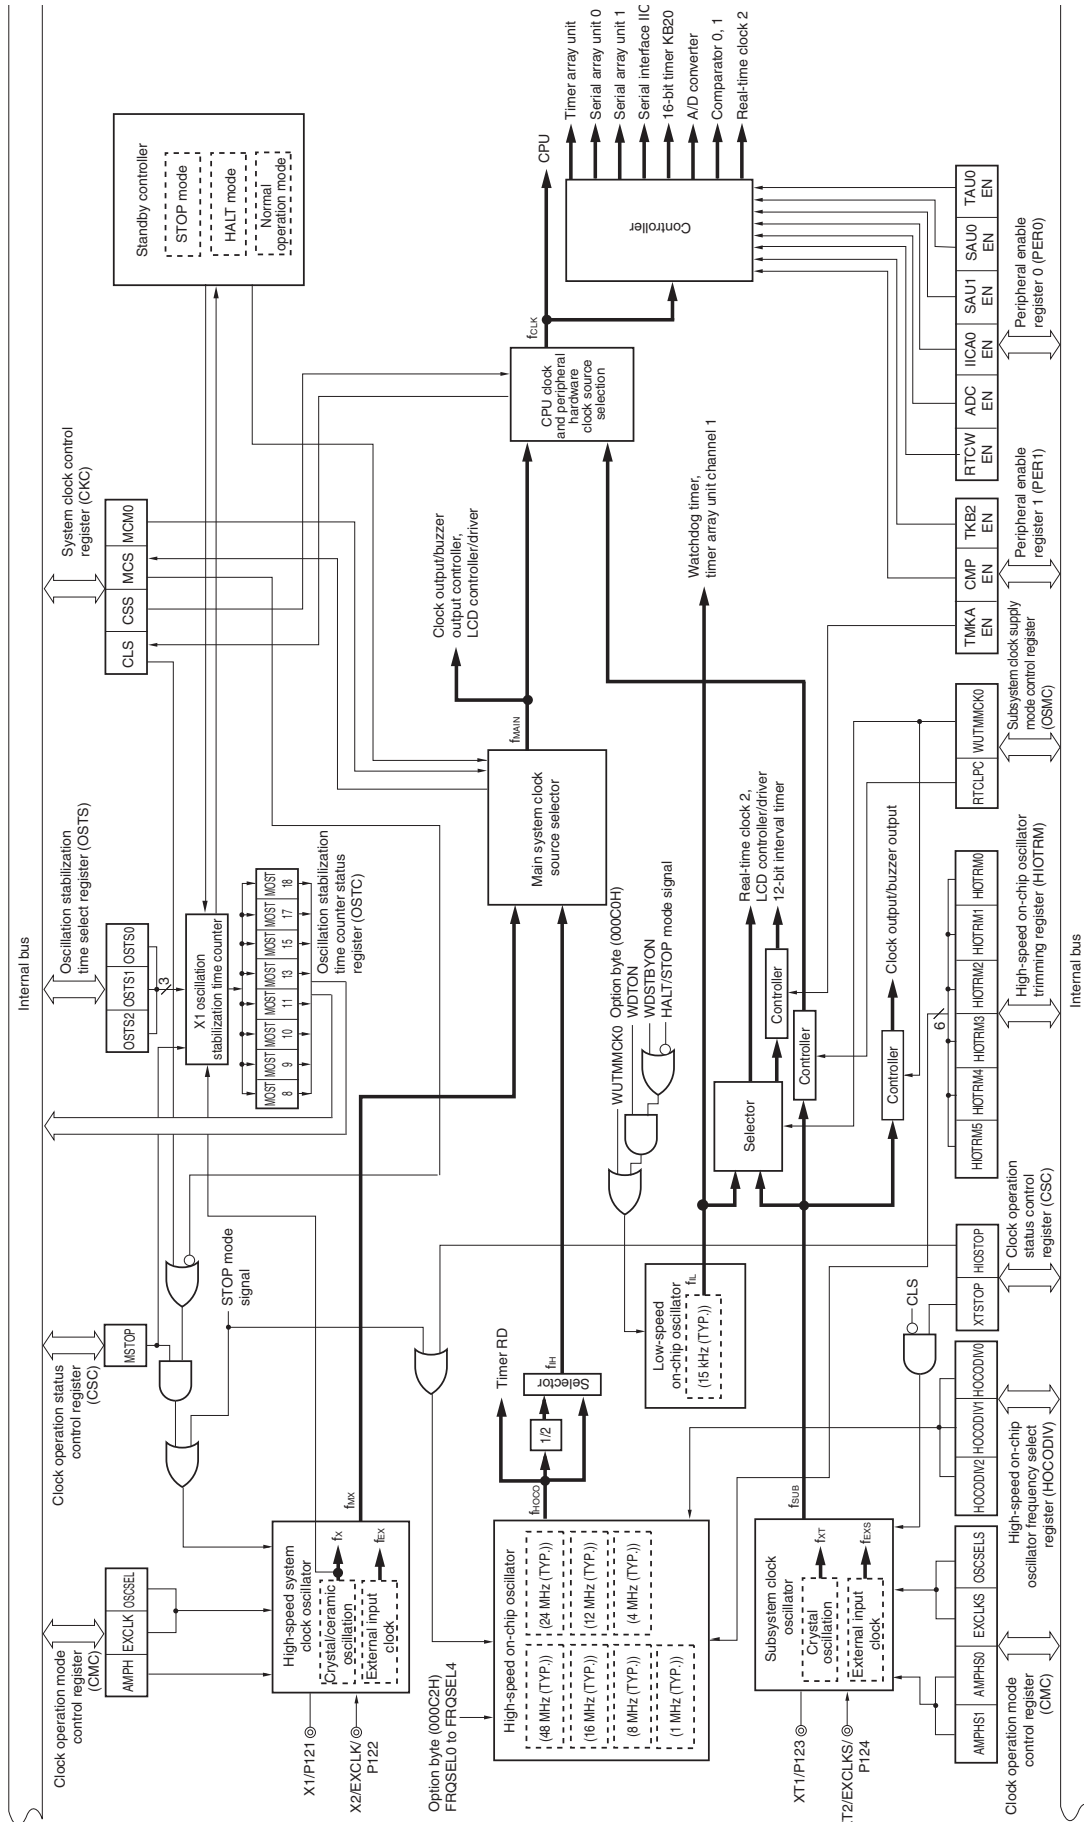 Internal bus
Clock operation mode
control register
(CMC)
AMPH
EXCLK
OSCSEL
Clock operation status
control register
(CSC)
MSTOP
Oscillation stabilization
time select register (OSTS)
OSTS2
OSTS1
OSTS0
3
System clock control
register (CKC)
CLS
CSS
MCS
MCM0
Standby controller
STOP mode
HALT mode
Normal
operation mode
X1 oscillation
stabilization time counter
MOST
8
MOST
9
MOST
10
MOST
11
MOST
13
MOST
15
MOST
17
MOST
18
Oscillation stabilization
time counter status
register (OSTC)
STOP mode
signal
X1/P121
X2/EXCLK/
P122
High-speed system
clock oscillator
Crystal/ceramic
oscillation
fX
External input
clock
fEX
fMX
Option byte (000C2H)
FRQSEL0 to FRQSEL4
High-speed on-chip oscillator
(48 MHz (TYP.))
(24 MHz (TYP.))
(16 MHz (TYP.))
(12 MHz (TYP.))
(8 MHz (TYP.))
(4 MHz (TYP.))
(1 MHz (TYP.))
fHOCO
Timer RD
1/2
Selector
fIH
Main system clock
source selector
fMAIN
Clock output/buzzer
output controller,
LCD controller/driver
CPU clock
and peripheral
hardware
clock source
selection
fCLK
CPU
Controller
Timer array unit
Serial array unit 0
Serial array unit 1
Serial interface IIC
16-bit timer KB20
A/D converter
Comparator 0, 1
Real-time clock 2
WUTMMCK0
Option byte (000C0H)
WDTON
WDSTBYON
HALT/STOP mode signal
Low-speed
on-chip oscillator
(15 kHz (TYP.))
fIL
Watchdog timer,
timer array unit channel 1
Selector
Real-time clock 2,
LCD controller/driver
12-bit interval timer
Controller
Controller
Controller
Clock output/buzzer output
XT1/P123
XT2/EXCLKS/
P124
Subsystem clock
oscillator
Crystal
oscillation
fXT
External input
clock
fEXS
fSUB
CLS
6
AMPHS1
AMPHS0
EXCLKS
OSCSELS
Clock operation mode
control register
(CMC)
HOCODIV2
HOCODIV1
HOCODIV0
High-speed on-chip
oscillator frequency select
register (HOCODIV)
XTSTOP
HIOSTOP
Clock operation
status control
register (CSC)
HIOTRM5
HIOTRM4
HIOTRM3
HIOTRM2
HIOTRM1
HIOTRM0
High-speed on-chip oscillator
trimming register (HIOTRM)
RTCLPC
WUTMMCK0
Subsystem clock supply
mode control register
(OSMC)
TMKA
EN
CMP
EN
TKB2
EN
Peripheral enable
register 1 (PER1)
RTCW
EN
ADC
EN
IICA0
EN
SAU1
EN
SAU0
EN
TAU0
EN
Peripheral enable
register 0 (PER0)
Internal bus